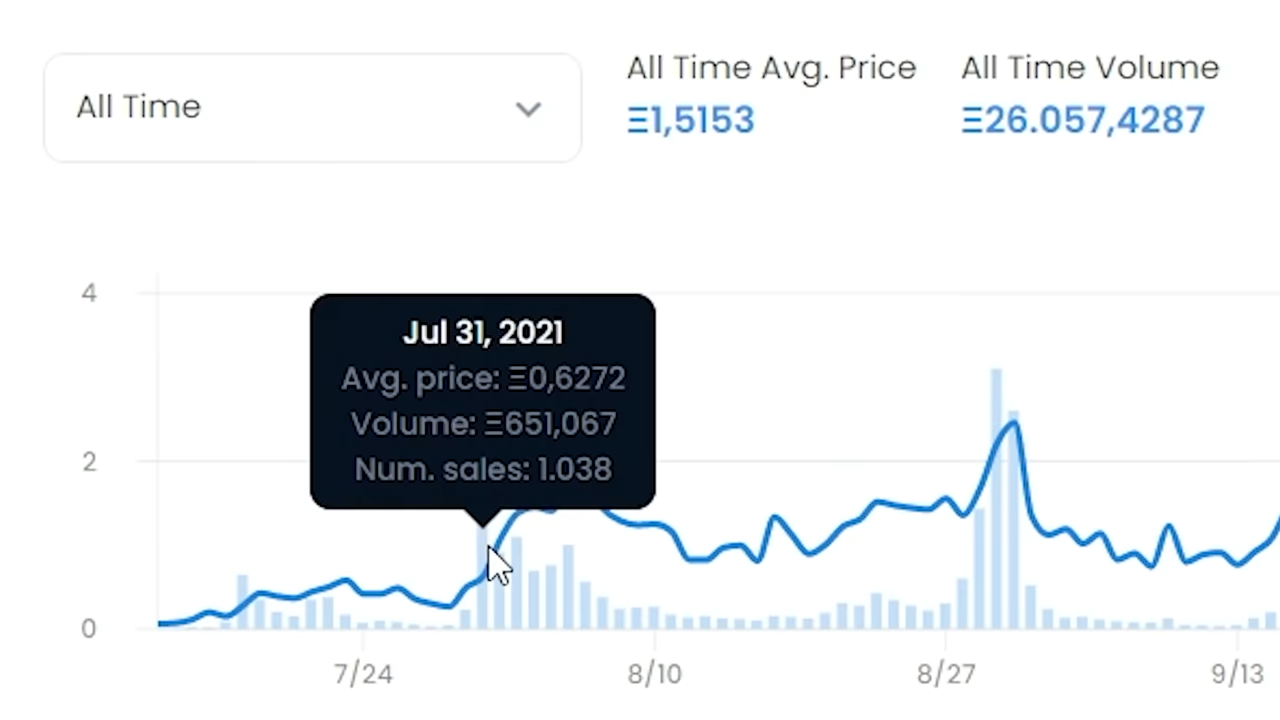 All Time
All Time Avg. Price
Ξ1,5153
All Time Volume
Ξ26.057,4287
4
2
0
Jul 31, 2021
Avg. price: Ξ0,6272
Volume: Ξ651,067
Num. sales: 1.038
7/24
8/10
8/27
9/13